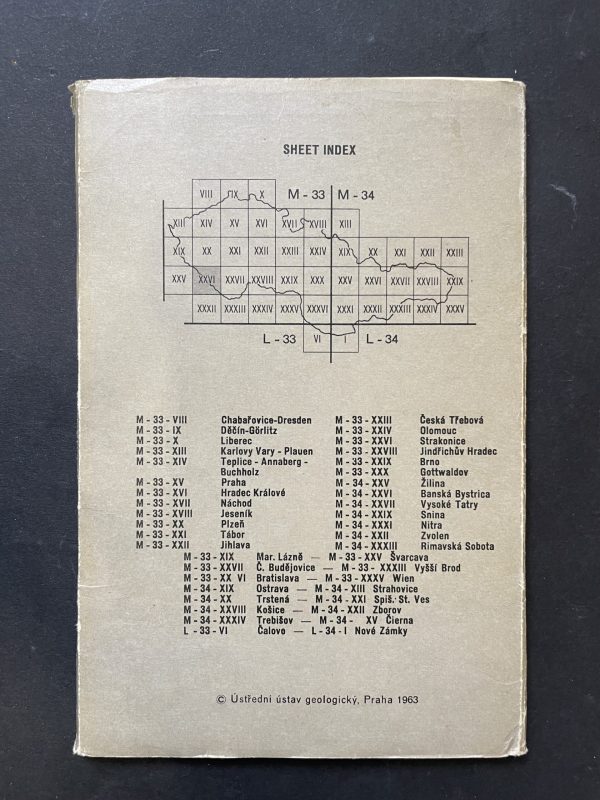 SHEET INDEX
VIII IX X M - 33 M - 34
XIII XIV XV XVI XVII XVIII XIII
XIX XX XXI XXII XXIII XXIV XIX XX XXI XXII XXIII
XXV XXVI XXVII XXVIII XXIX XXX XXV XXVI XXVII XXVIII XXIX
XXXII XXXIII XXXIV XXXV XXXVI XXXI XXXII XXXIII XXXIV XXXV
L - 33 VI I L - 34
M - 33 - VIII Chabařovice-Dresden
M - 33 - IX Děčín-Görlitz
M - 33 - X Liberec
M - 33 - XIII Karlovy Vary - Plauen
M - 33 - XIV Teplice - Annaberg -
Buchholz
M - 33 - XV Praha
M - 33 - XVI Hradec Králové
M - 33 - XVII Náchod
M - 33 - XVIII Jeseník
M - 33 - XX Plzeň
M - 33 - XXI Tábor
M - 33 - XXII Jihlava
M - 33 - XXIII Česká Třebová
M - 33 - XXIV Olomouc
M - 33 - XXVI Strakonice
M - 33 - XXVIII Jindřichův Hradec
M - 33 - XXIX Brno
M - 33 - XXX Gottwaldov
M - 34 - XXV Žilina
M - 34 - XXVI Banská Bystrica
M - 34 - XXVII Vysoké Tatry
M - 34 - XXIX Snina
M - 34 - XXXI Nitra
M - 34 - XXII Zvolen
M - 34 - XXXIII Rimavská Sobota
M - 33 - XIX Mar. Lázně — M - 33 - XXV Švarcava
M - 33 - XXVII Č. Budějovice — M - 33 - XXXIII Vyšší Brod
M - 33 - XX VI Bratislava — M - 33 - XXXV Wien
M - 34 - XIX Ostrava — M - 34 - XIII Strahovice
M - 34 - XX Trstená — M - 34 - XXI Spiš. St. Ves
M - 34 - XXVIII Košice — M - 34 - XXII Zborov
M - 34 - XXXIV Trebišov — M - 34 - XV Čierna
L - 33 - VI Čalovo — L - 34 - I Nové Zámky
© Ústřední ústav geologický, Praha 1963